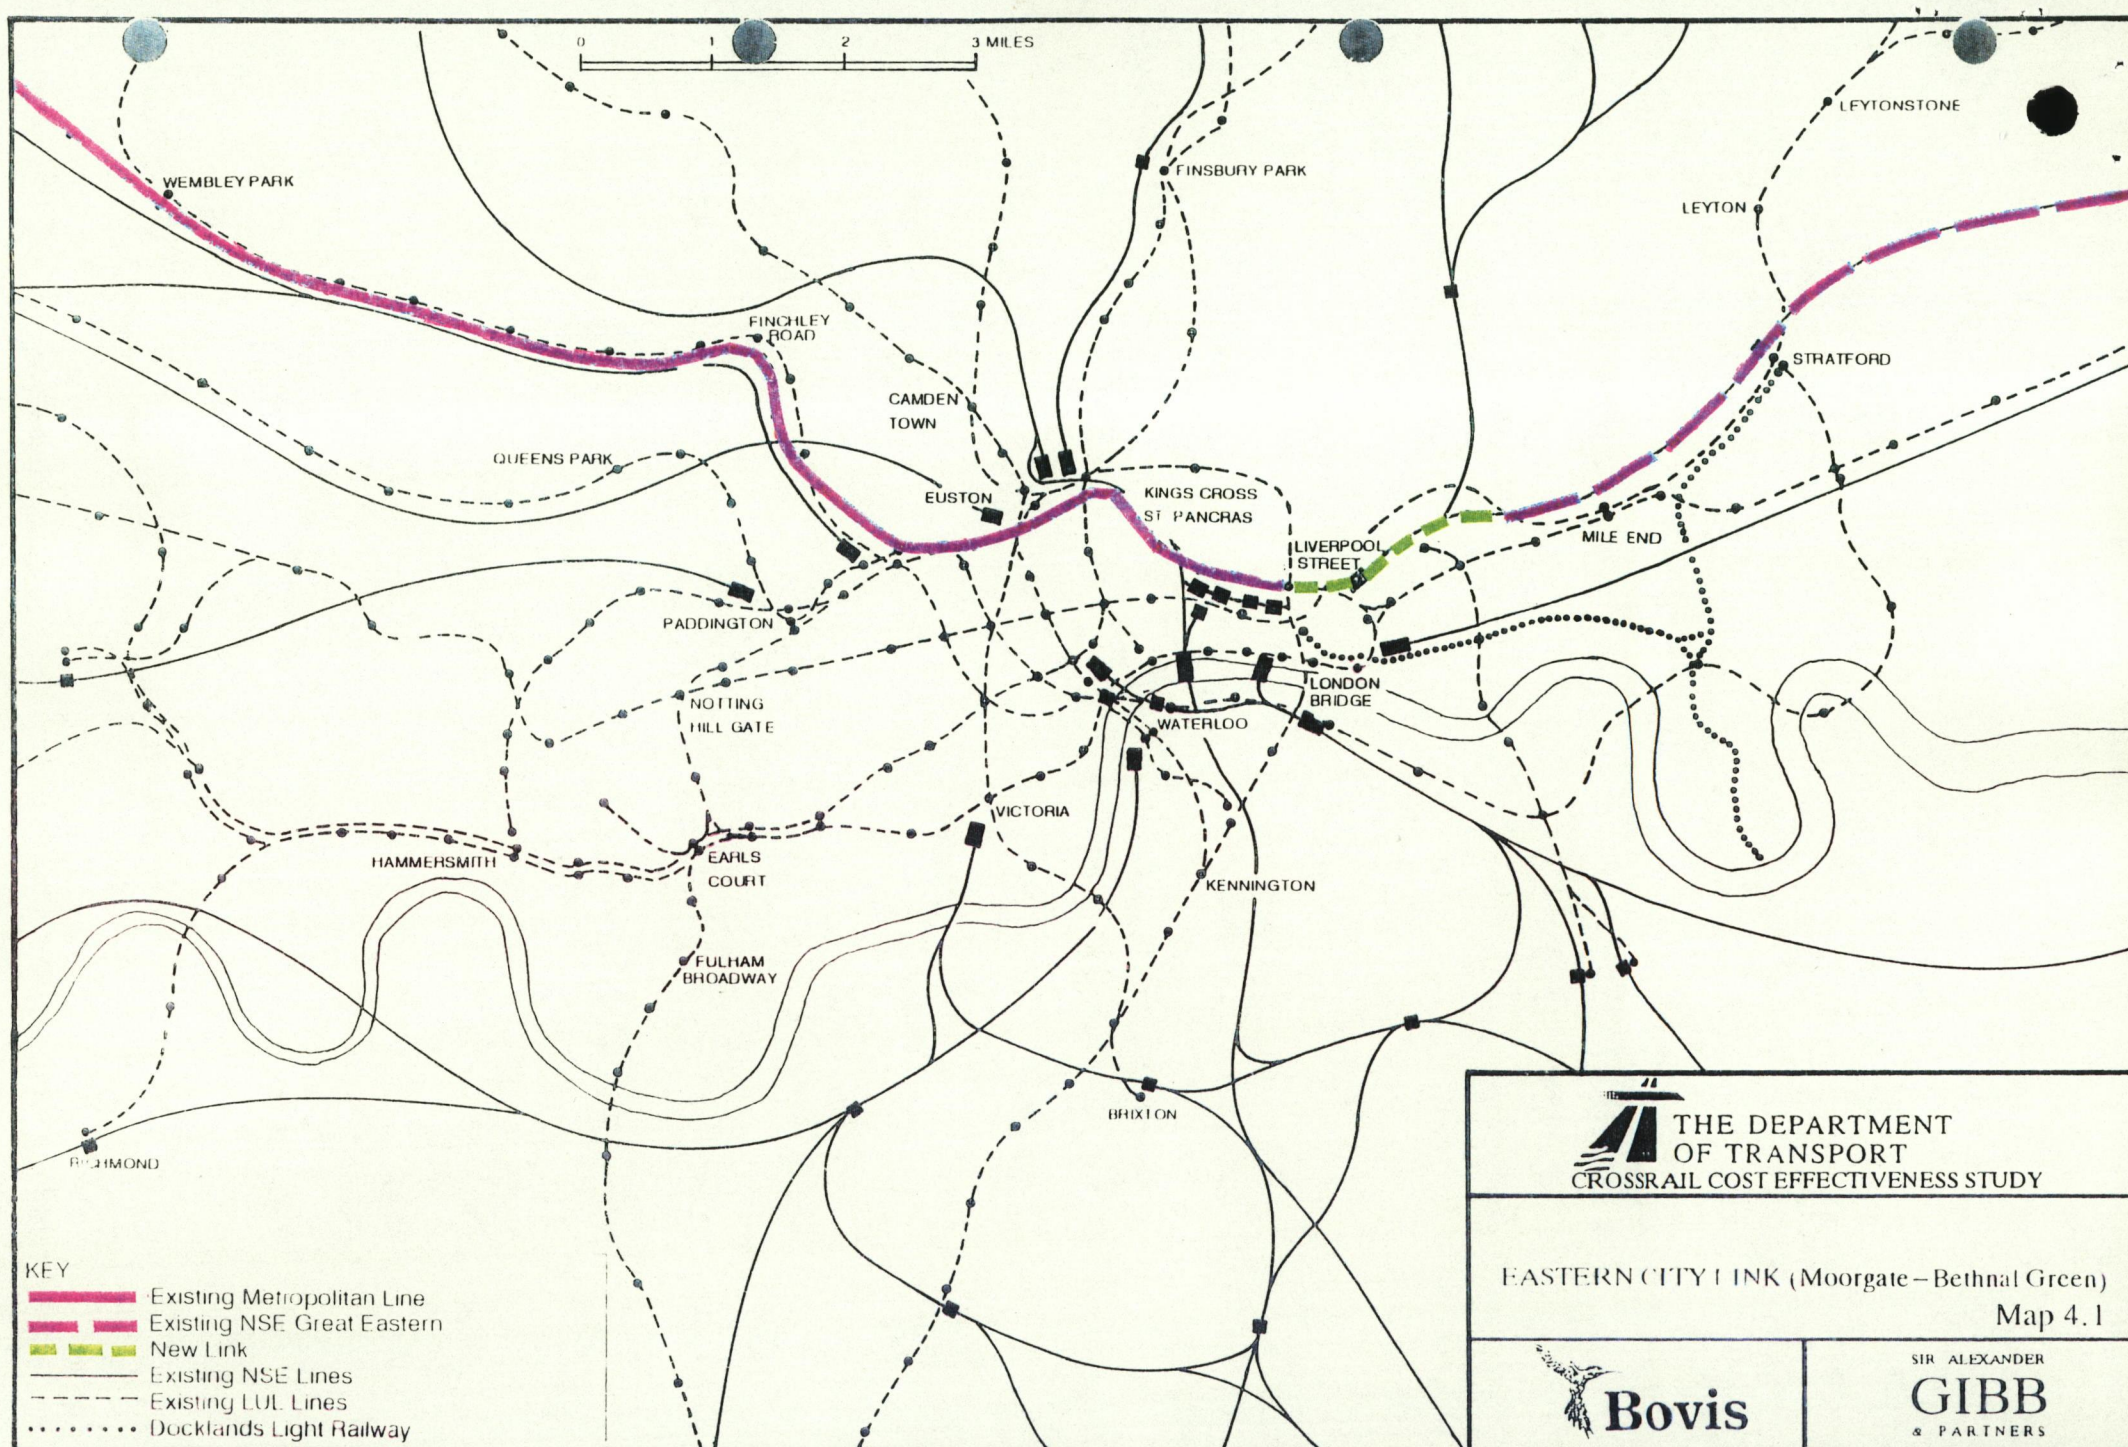 0 1 2 3 MILES
LEYTONSTONE
FINSBURY PARK
WEMBLEY PARK
LEYTON
FINCHLEY
ROAD
STRATFORD
CAMDEN
TOWN
QUEENS PARK
EUSTON
KINGS CROSS
ST PANCRAS
LIVERPOOL
STREET
MILE END
PADDINGTON
LONDON
BRIDGE
NOTTING
HILL GATE
WATERLOO
VICTORIA
HAMMERSMITH
EARLS
COURT
KENNINGTON
FULHAM
BROADWAY
BRIXTON
RICHMOND
THE DEPARTMENT
OF TRANSPORT
CROSSRAIL COST EFFECTIVENESS STUDY
EASTERN CITY LINK (Moorgate–Bethnal Green)
Map 4.1
Bovis
SIR ALEXANDER
GIBB
& PARTNERS
KEY
Existing Metropolitan Line
Existing NSE Great Eastern
New Link
Existing NSE Lines
Existing LUL Lines
Docklands Light Railway